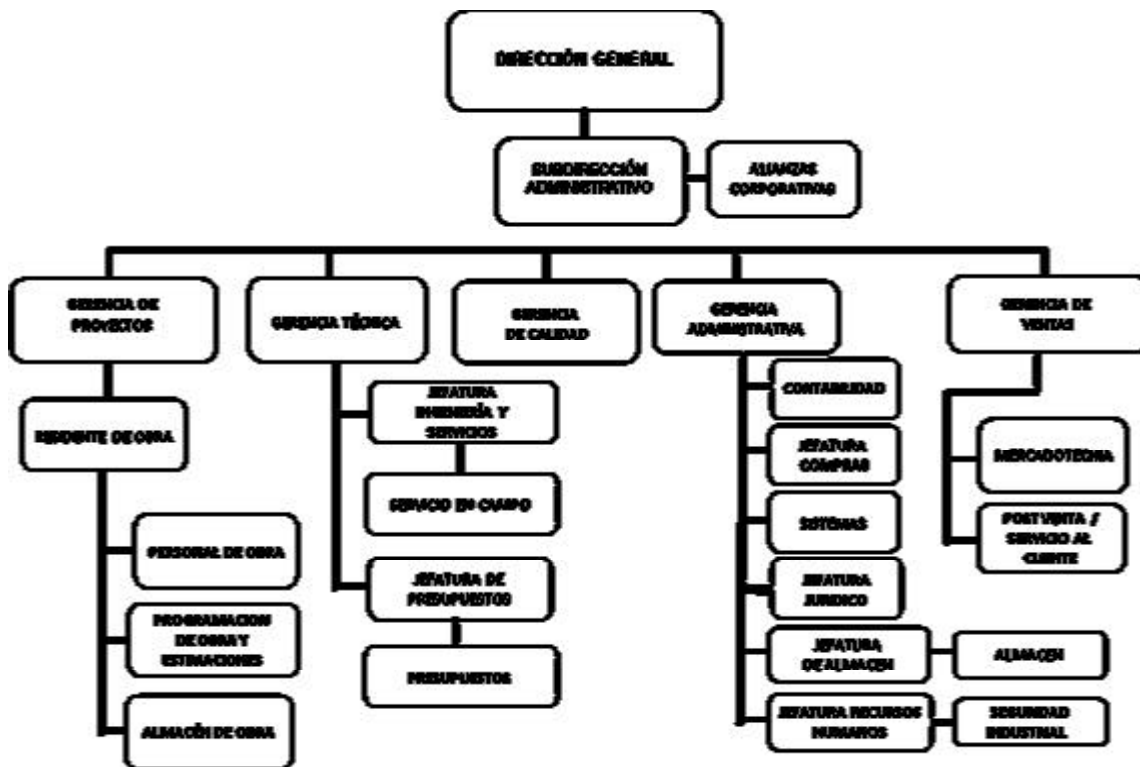 DIRECCIÓN GENERAL
SUBDIRECCIÓN
ADMINISTRATIVO
ALIANZAS
CORPORATIVAS
GERENCIA DE
PROYECTOS
GERENCIA TÉCNICA
GERENCIA
DE CALIDAD
GERENCIA
ADMINISTRATIVA
GERENCIA DE
VENTAS
RESIDENTE DE OBRA
PERSONAL DE OBRA
PROGRAMACION
DE OBRA Y
ESTIMACIONES
ALMACÉN DE OBRA
JEFATURA
INGENIERÍA Y
SERVICIOS
SERVICIO EN CAMPO
JEFATURA DE
PRESUPUESTOS
PRESUPUESTOS
CONTABILIDAD
JEFATURA
COMPRAS
SISTEMAS
JEFATURA
JURIDICO
JEFATURA
DE ALMACEN
ALMACEN
JEFATURA RECURSOS
HUMANOS
SEGURIDAD
INDUSTRIAL
MERCADOTECNIA
POST VENTA /
SERVICIO AL
CLIENTE